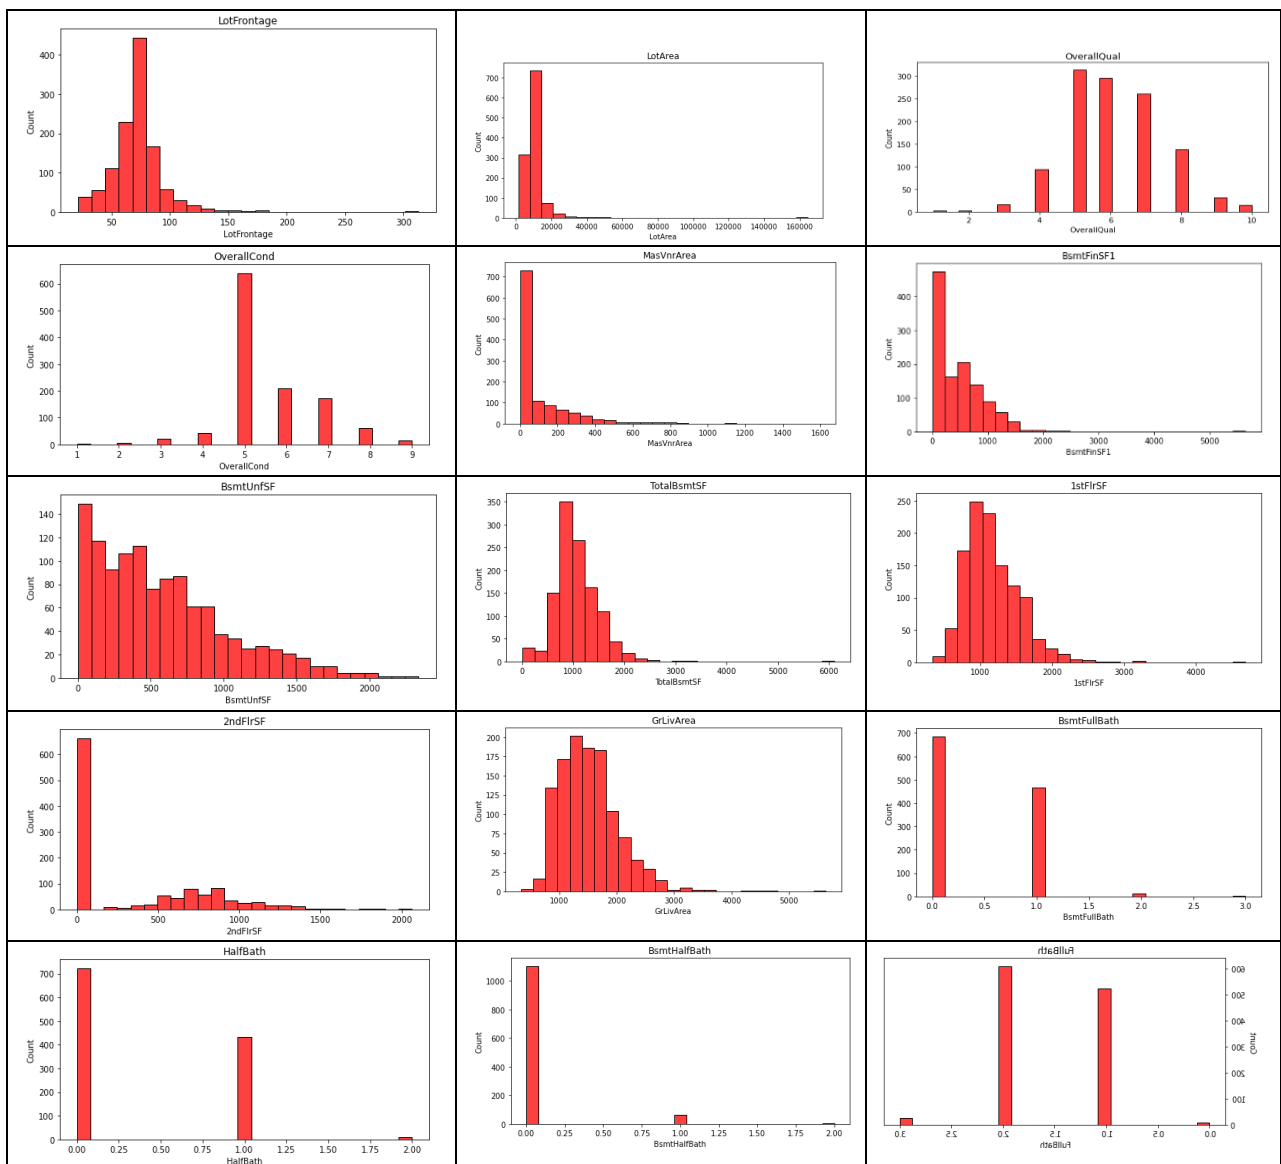 LotFrontage
400
300
200
100
0
Count
50 100 150 200 250 300
LotFrontage
LotArea
700
600
500
400
300
200
100
0
Count
0 20000 40000 60000 80000 100000 120000 140000 160000
LotArea
OverallQual
300
250
200
150
100
50
0
Count
2 4 6 8 10
OverallQual
OverallCond
600
500
400
300
200
100
0
Count
1 2 3 4 5 6 7 8 9
OverallCond
MasVnrArea
700
600
500
400
300
200
100
0
Count
0 200 400 600 800 1000 1200 1400 1600
MasVnrArea
BsmtFinSF1
400
300
200
100
0
Count
0 1000 2000 3000 4000 5000
BsmtFinSF1
BsmtUnfSF
140
120
100
80
60
40
20
0
Count
0 500 1000 1500 2000
BsmtUnfSF
TotalBsmtSF
350
300
250
200
150
100
50
0
Count
0 1000 2000 3000 4000 5000 6000
TotalBsmtSF
1stFlrSF
250
200
150
100
50
0
Count
1000 2000 3000 4000
1stFlrSF
2ndFlrSF
600
500
400
300
200
100
0
Count
0 500 1000 1500 2000
2ndFlrSF
GrLivArea
200
175
150
125
100
75
50
25
0
Count
1000 2000 3000 4000 5000
GrLivArea
BsmtFullBath
700
600
500
400
300
200
100
0
Count
0.0 0.5 1.0 1.5 2.0 2.5 3.0
BsmtFullBath
HalfBath
700
600
500
400
300
200
100
0
Count
0.00 0.25 0.50 0.75 1.00 1.25 1.50 1.75 2.00
HalfBath
BsmtHalfBath
1000
800
600
400
200
0
Count
0.00 0.25 0.50 0.75 1.00 1.25 1.50 1.75 2.00
BsmtHalfBath
FullBath
600
500
400
300
200
100
0
Count
3.0 2.5 2.0 1.5 1.0 0.5 0.0
FullBath